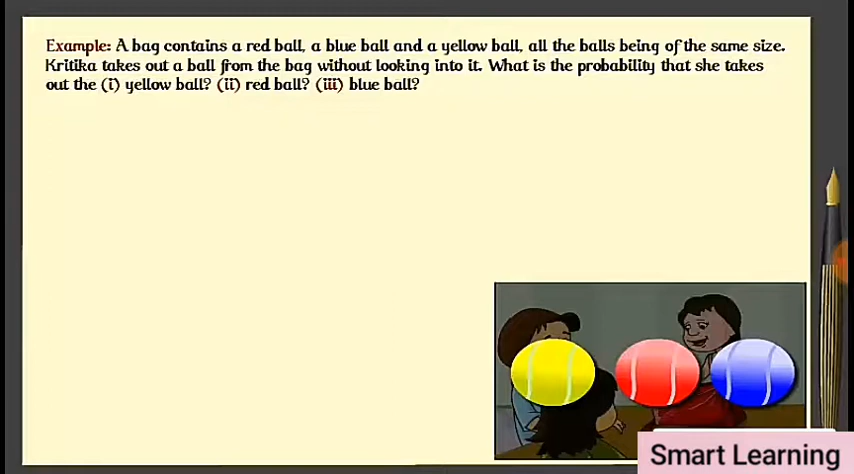 Example: A bag contains a red ball, a blue ball and a yellow ball, all the balls being of the same size.
Kritika takes out a ball from the bag without looking into it. What is the probability that she takes
out the (i) yellow ball? (ii) red ball? (iii) blue ball?
Smart Learning